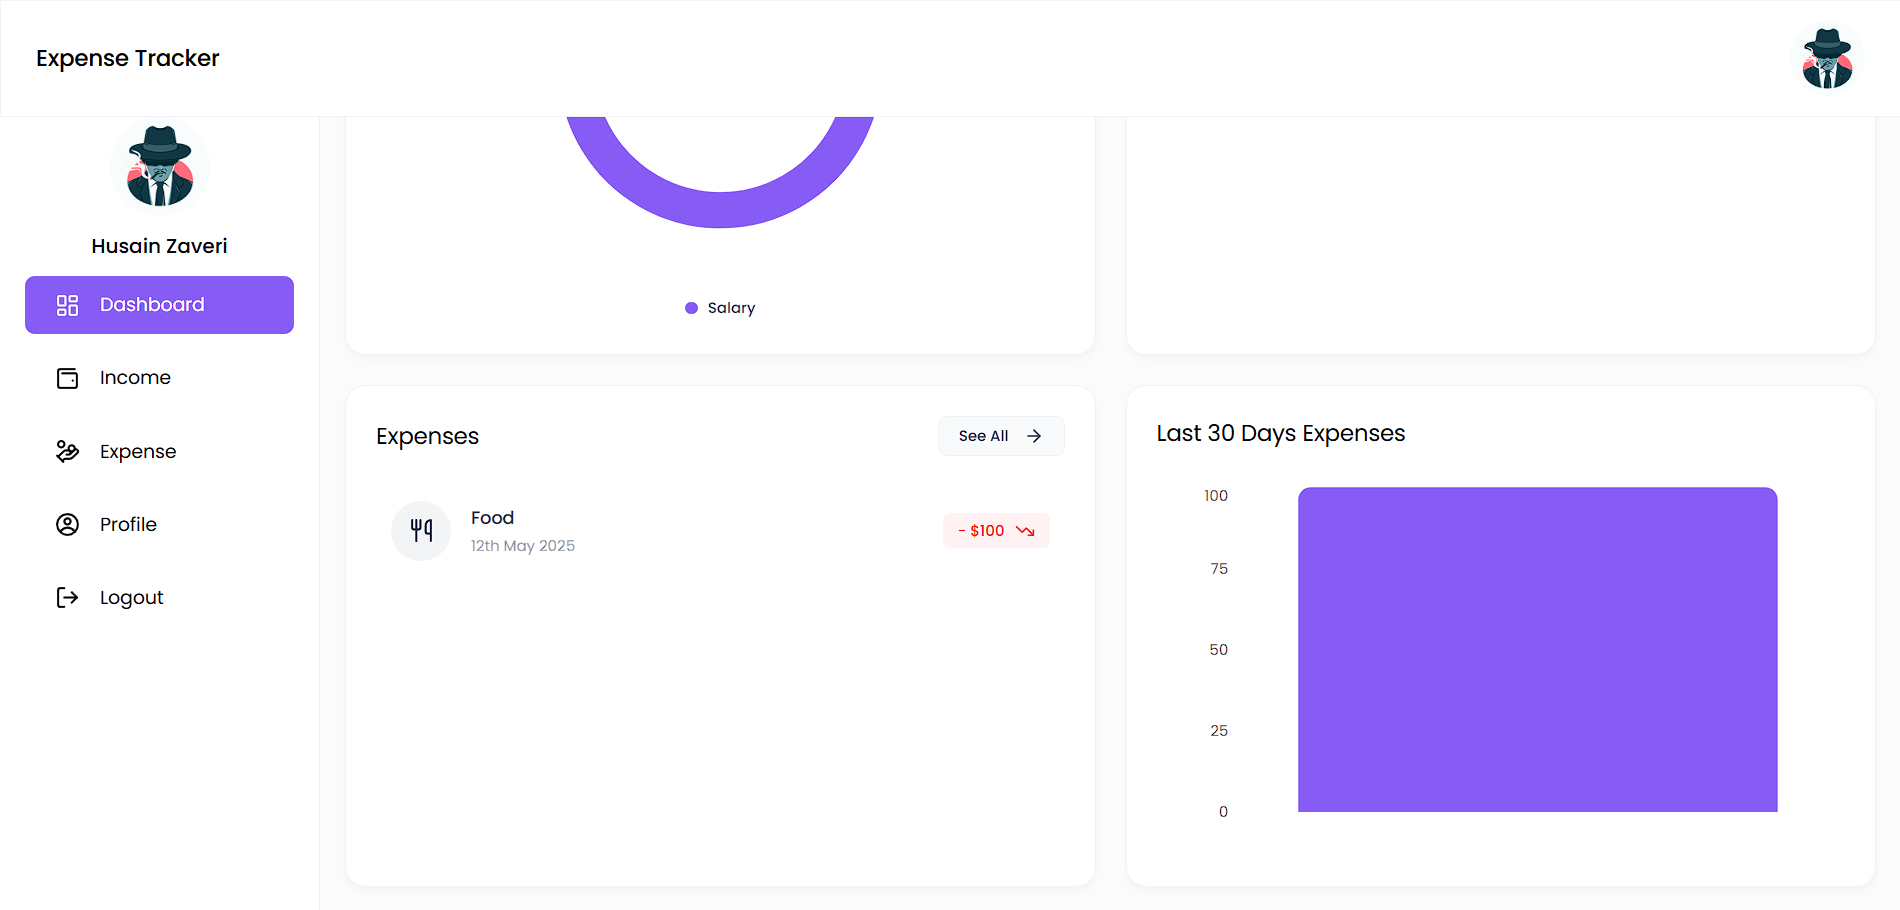 Expense Tracker
Husain Zaveri
Dashboard
Income
Expense
Profile
Logout
Salary
Expenses
See All
Food
12th May 2025
- $100
Last 30 Days Expenses
100
75
50
25
0